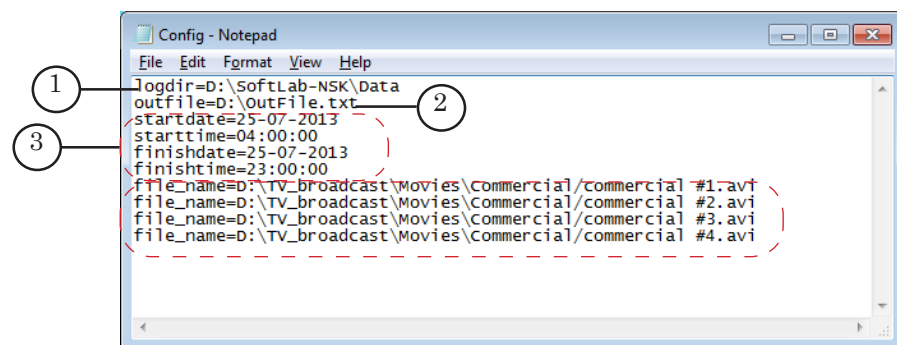 Config - Notepad
File Edit Format View Help
1
logdir=D:\SoftLab-NSK\Data
outfile=D:\OutFile.txt
2
startdate=25-07-2013
3
starttime=04:00:00
finishdate=25-07-2013
finishtime=23:00:00
file_name=D:\TV_broadcast\Movies\Commercial/commercial #1.avi
file_name=D:\TV_broadcast\Movies\Commercial/commercial #2.avi
file_name=D:\TV_broadcast\Movies\Commercial/commercial #3.avi
file_name=D:\TV_broadcast\Movies\Commercial/commercial #4.avi